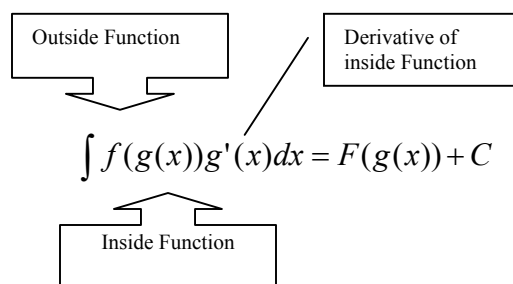 Outside Function
Derivative of
inside Function
∫ f(g(x))g'(x)dx = F(g(x)) + C
Inside Function